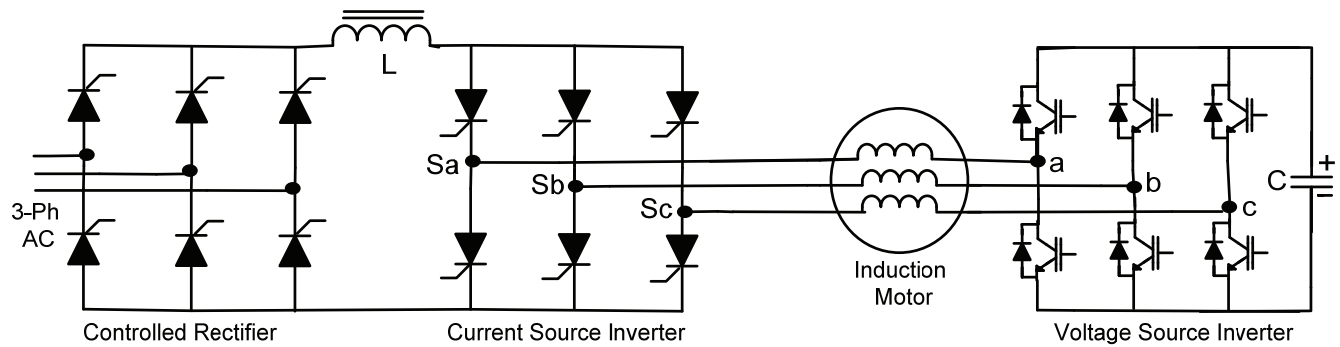 L
Sa
Sb
Sc
a
b
c
C
+
−
3-Ph
AC
Induction
Motor
Controlled Rectifier
Current Source Inverter
Voltage Source Inverter